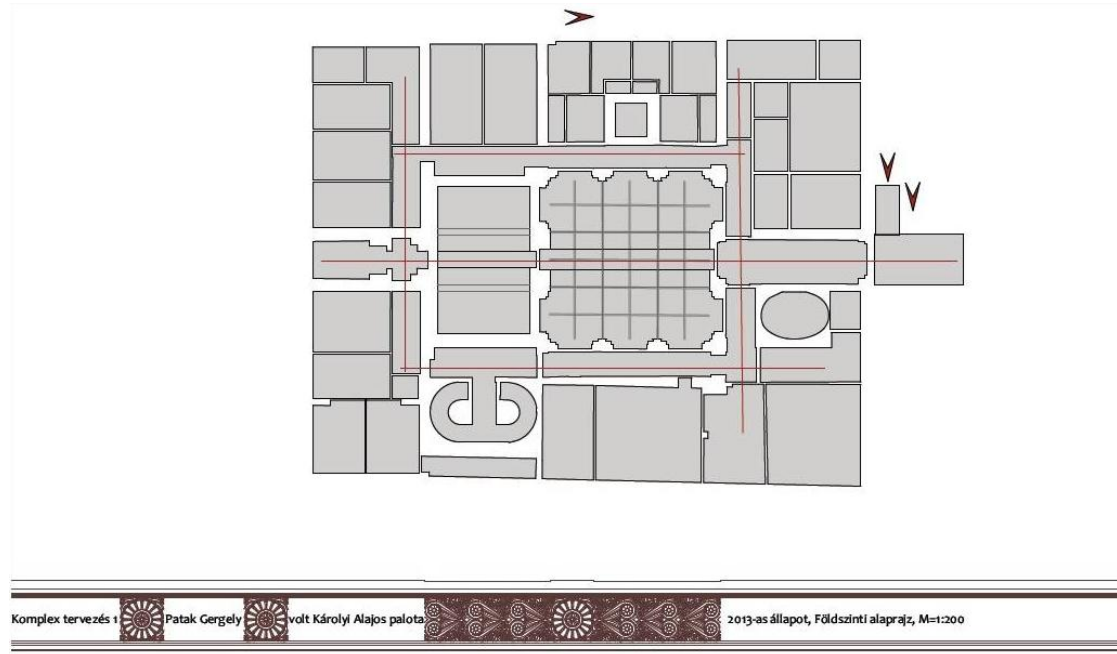 Komplex tervezés 1 Patak Gergely volt Károlyi Alajos palota 2013-as állapot, Földszinti alaprajz, M=1:200